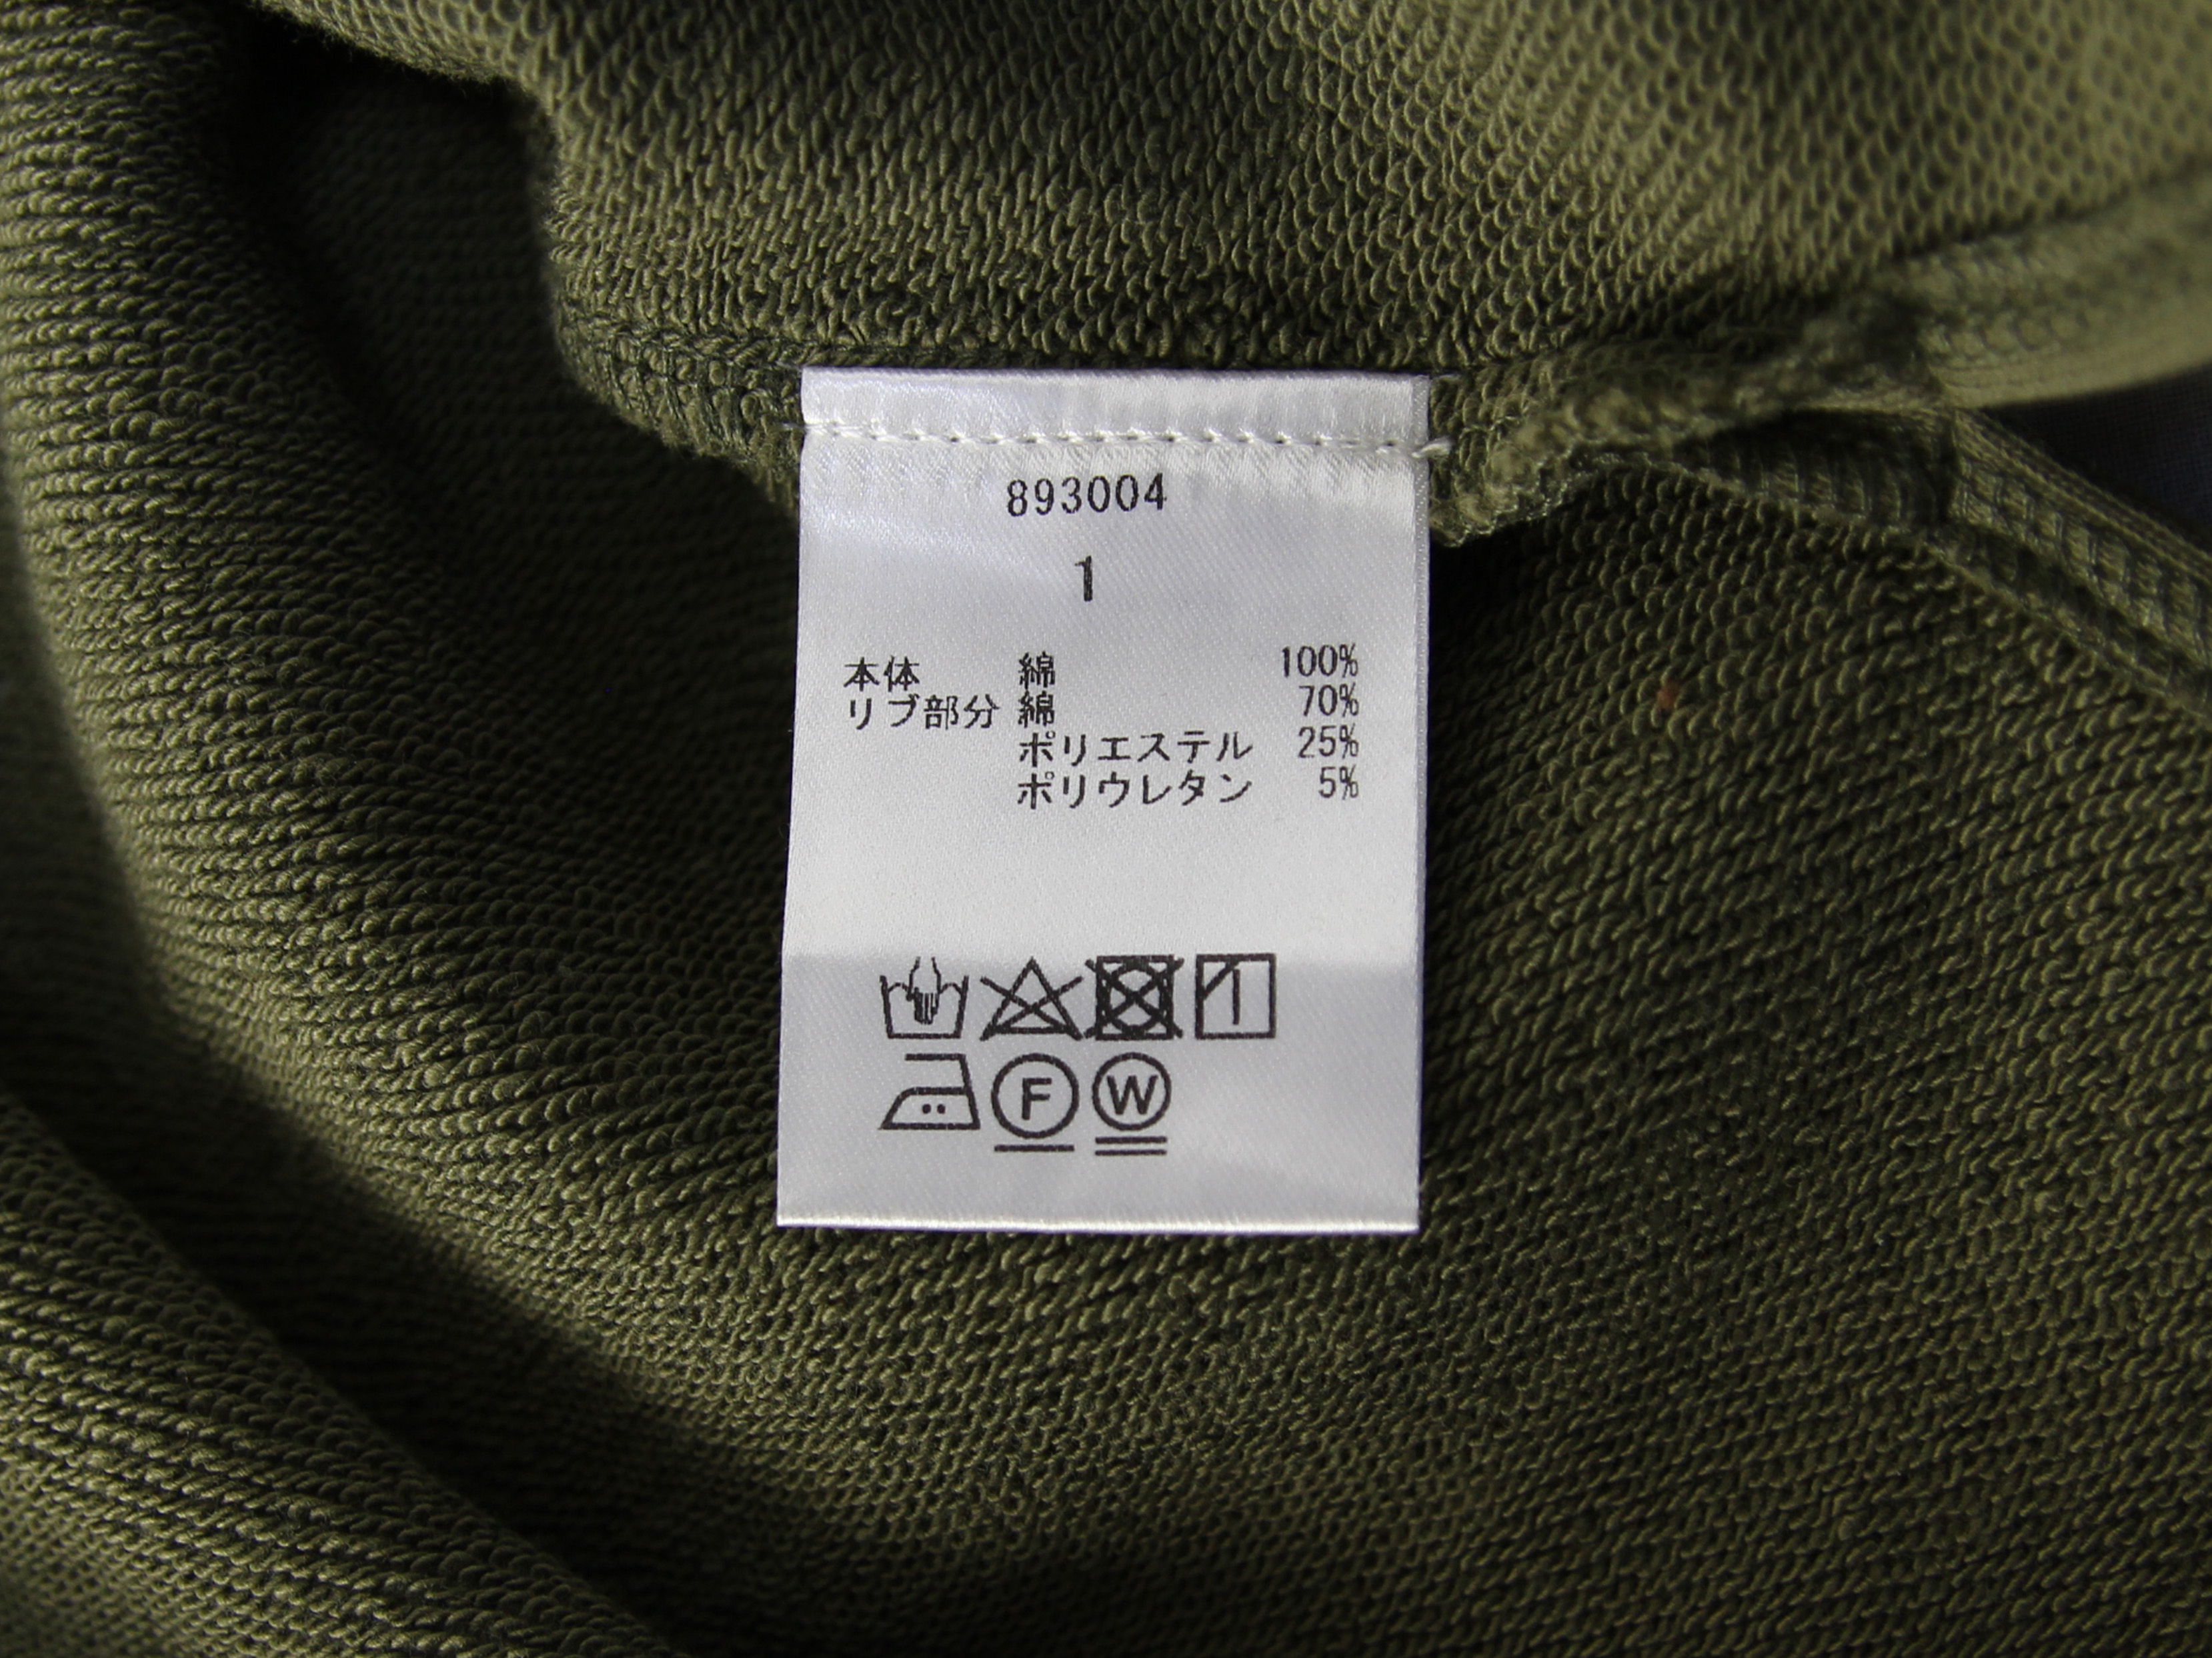 893004
1
本体 綿 100%
リブ部分 綿 70%
ポリエステル 25%
ポリウレタン 5%
F W